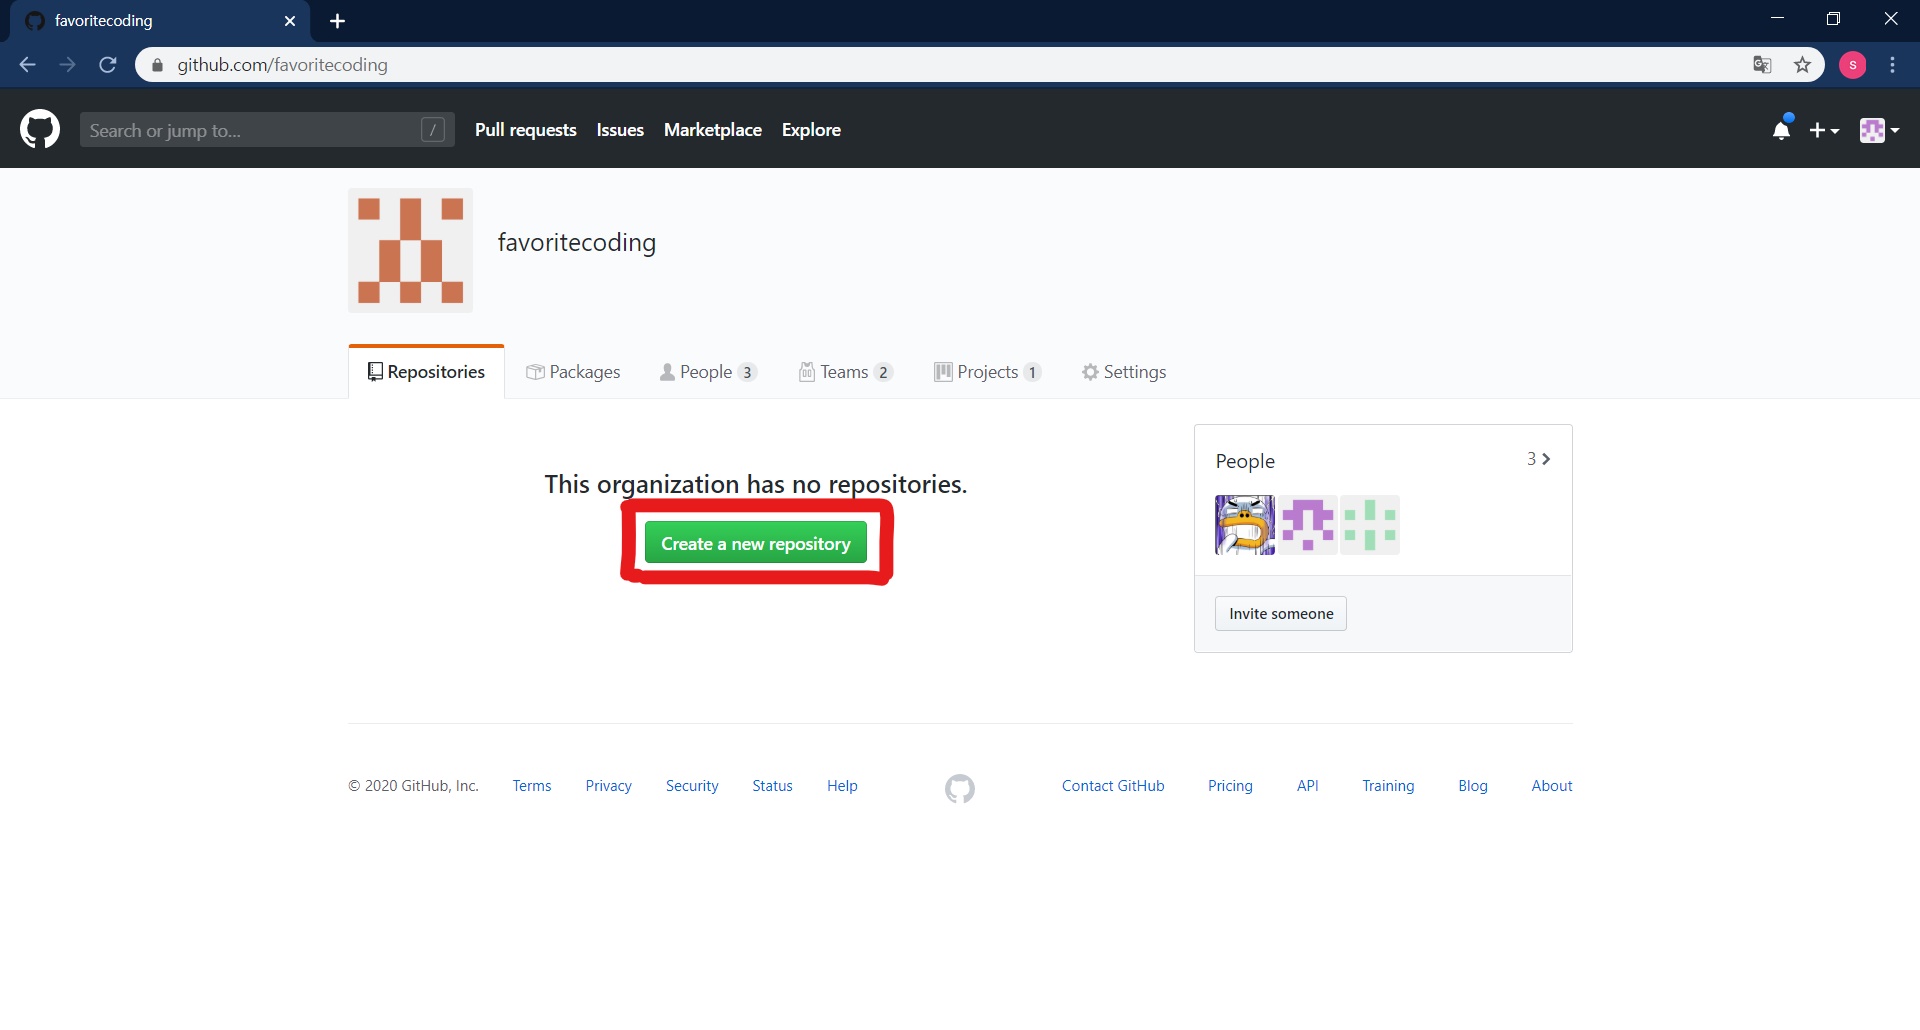 favoritecoding
github.com/favoritecoding
s
Search or jump to... /
Pull requests Issues Marketplace Explore
favoritecoding
Repositories Packages People 3 Teams 2 Projects 1 Settings
This organization has no repositories.
Create a new repository
People 3
Invite someone
© 2020 GitHub, Inc. Terms Privacy Security Status Help Contact GitHub Pricing API Training Blog About